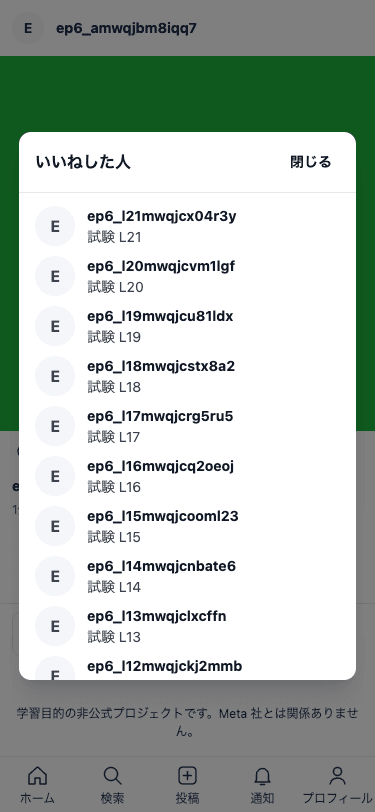 E ep6_amwqjbm8iqq7
いいねした人 閉じる
E ep6_l21mwqjcx04r3y
試験 L21
E ep6_l20mwqjcvm1lgf
試験 L20
E ep6_l19mwqjcu81ldx
試験 L19
E ep6_l18mwqjcstx8a2
試験 L18
E ep6_l17mwqjcrg5ru5
試験 L17
E ep6_l16mwqjcq2oeoj
試験 L16
E ep6_l15mwqjcooml23
試験 L15
E ep6_l14mwqjcnbate6
試験 L14
E ep6_l13mwqjclxcffn
試験 L13
E ep6_l12mwqjckj2mmb
学習目的の非公式プロジェクトです。Meta 社とは関係ありませ
ん。
ホーム 検索 投稿 通知 プロフィール